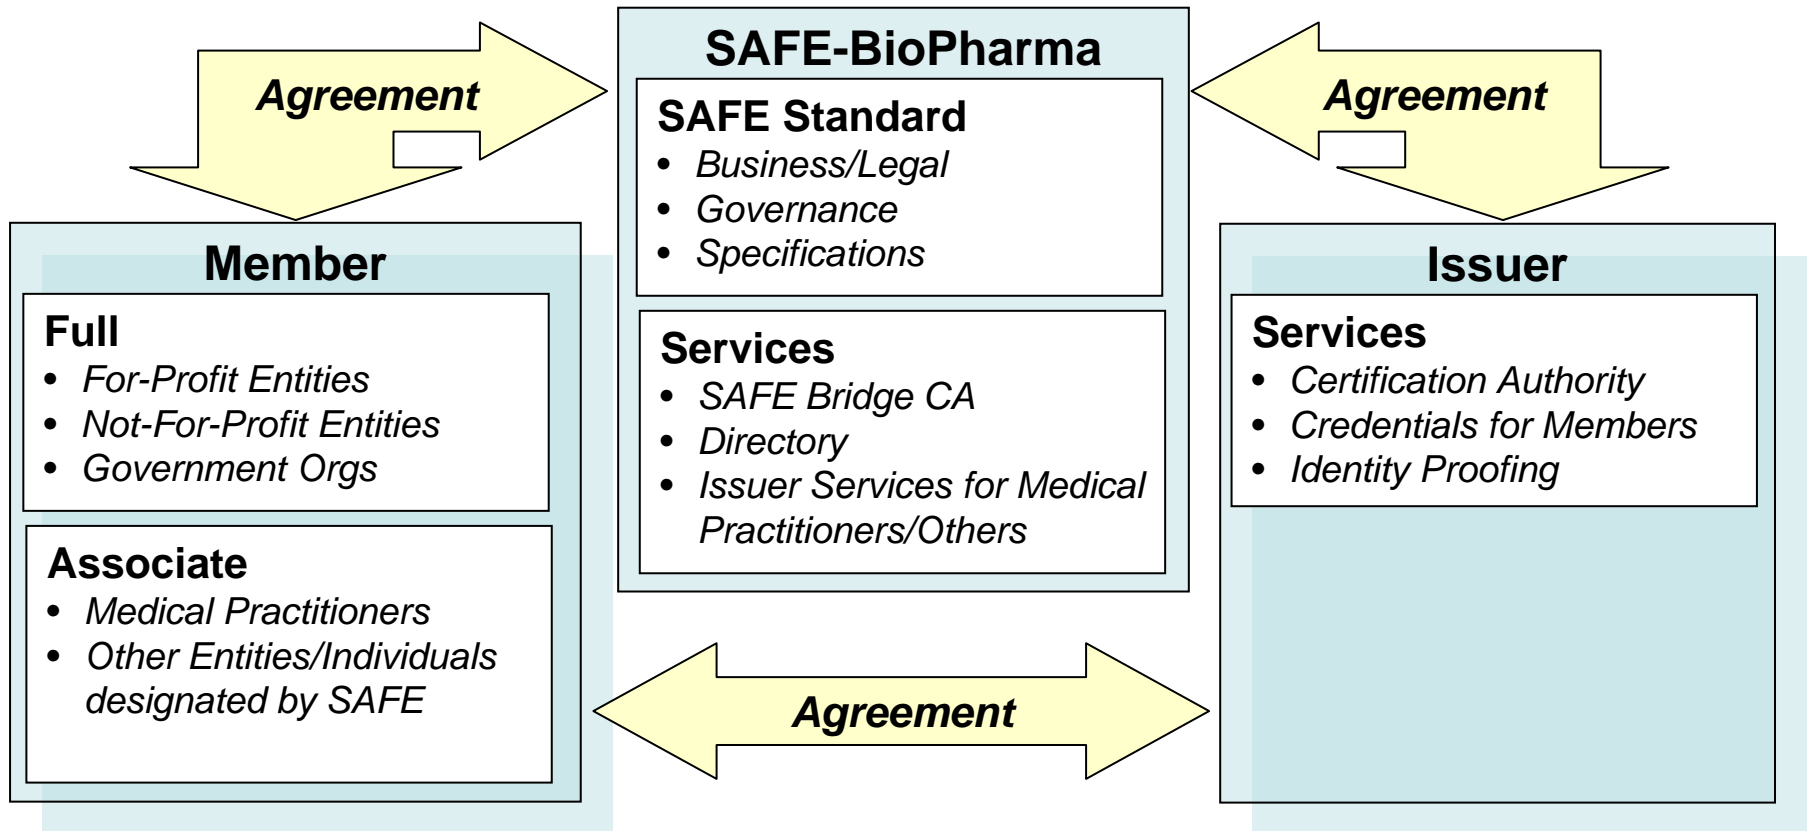 Agreement
SAFE-BioPharma
SAFE Standard
• Business/Legal
• Governance
• Specifications
Services
• SAFE Bridge CA
• Directory
• Issuer Services for Medical
Practitioners/Others
Agreement
Member
Full
• For-Profit Entities
• Not-For-Profit Entities
• Government Orgs
Associate
• Medical Practitioners
• Other Entities/Individuals
designated by SAFE
Agreement
Issuer
Services
• Certification Authority
• Credentials for Members
• Identity Proofing